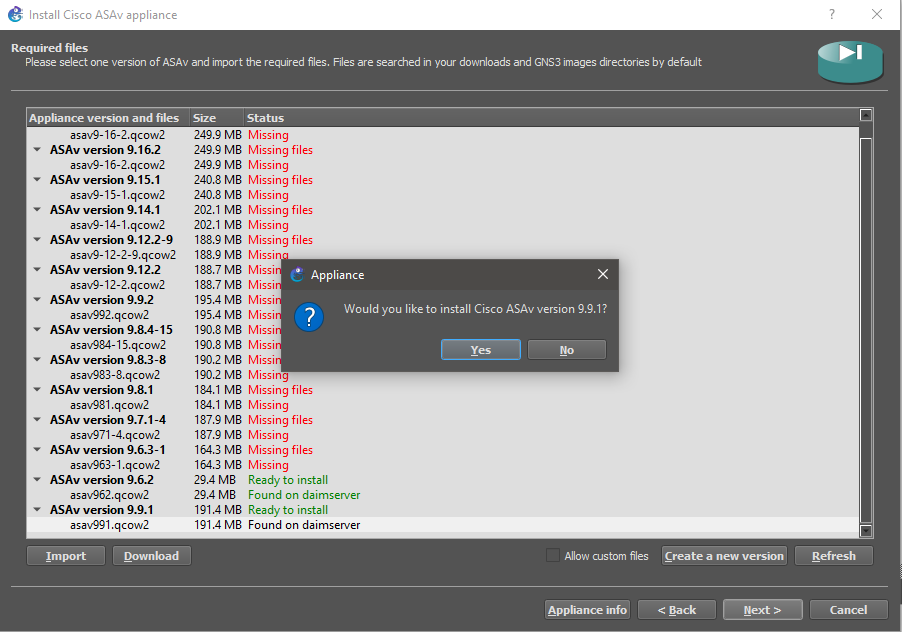 Install Cisco ASAv appliance
Required files
Please select one version of ASAv and import the required files. Files are searched in your downloads and GNS3 images directories by default
Appliance version and files Size Status
asav9-16-2.qcow2 249.9 MB Missing
ASAv version 9.16.2 249.9 MB Missing files
asav9-16-2.qcow2 249.9 MB Missing
ASAv version 9.15.1 240.8 MB Missing files
asav9-15-1.qcow2 240.8 MB Missing
ASAv version 9.14.1 202.1 MB Missing files
asav9-14-1.qcow2 202.1 MB Missing
ASAv version 9.12.2-9 188.9 MB Missing files
asav9-12-2-9.qcow2 188.9 MB Missing
ASAv version 9.12.2 188.7 MB Missin
asav9-12-2.qcow2 188.7 MB Missin
ASAv version 9.9.2 195.4 MB Missin
asav992.qcow2 195.4 MB Missin
ASAv version 9.8.4-15 190.8 MB Missin
asav984-15.qcow2 190.8 MB Missin
ASAv version 9.8.3-8 190.2 MB Missin
asav983-8.qcow2 190.2 MB Missing
ASAv version 9.8.1 184.1 MB Missing files
asav981.qcow2 184.1 MB Missing
ASAv version 9.7.1-4 187.9 MB Missing files
asav971-4.qcow2 187.9 MB Missing
ASAv version 9.6.3-1 164.3 MB Missing files
asav963-1.qcow2 164.3 MB Missing
ASAv version 9.6.2 29.4 MB Ready to install
asav962.qcow2 29.4 MB Found on daimserver
ASAv version 9.9.1 191.4 MB Ready to install
asav991.qcow2 191.4 MB Found on daimserver
Appliance
Would you like to install Cisco ASAv version 9.9.1?
Yes No
Import Download Allow custom files Create a new version Refresh
Appliance info < Back Next > Cancel